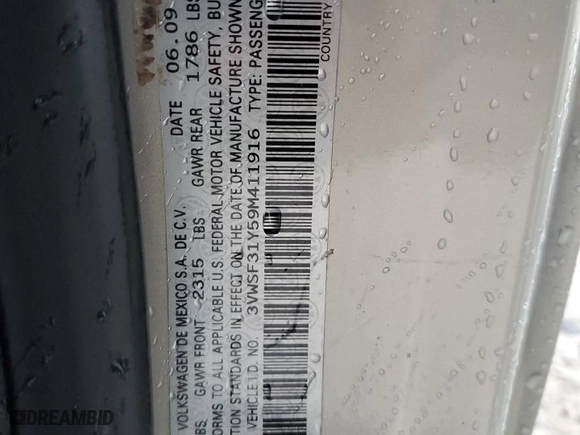 VOLKSWAGEN DE MEXICO S.A. DE C.V. DATE 06.09
LBS. GAWR FRONT 2315 LBS GAWR REAR 1786 LBS
ORMS TO ALL APPLICABLE U.S. FEDERAL MOTOR VEHICLE SAFETY, BU
TION STANDARDS IN EFFECT ON THE DATE OF MANUFACTURE SHOWN
VEHICLE I.D. NO. 3VWSF31Y59M411916 TYPE: PASSENG
COUNTRY
DREAMBID